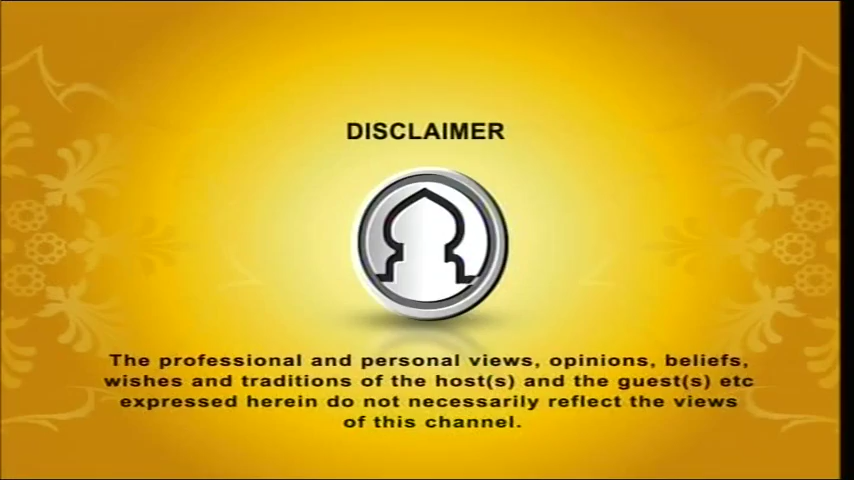 DISCLAIMER
The professional and personal views, opinions, beliefs,
wishes and traditions of the host(s) and the guest(s) etc
expressed herein do not necessarily reflect the views
of this channel.